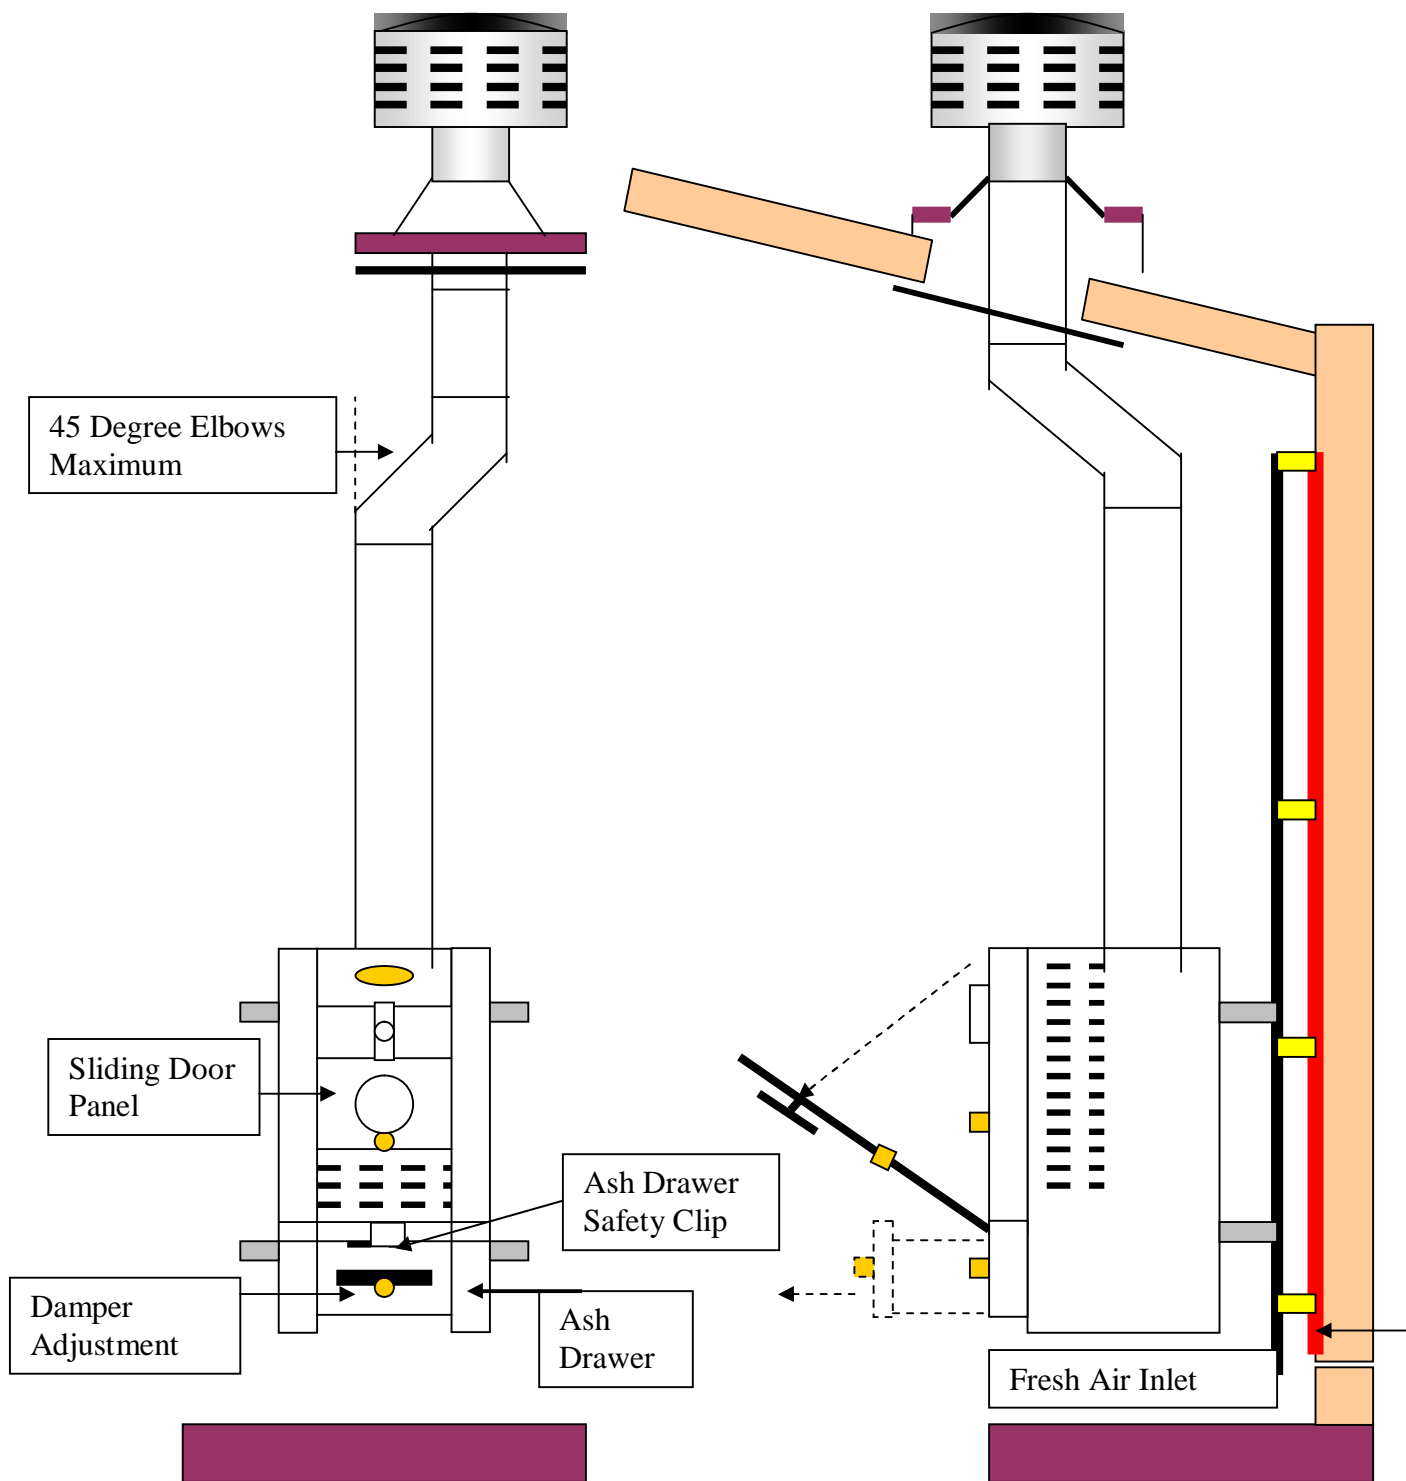 45 Degree Elbows
Maximum
Sliding Door
Panel
Ash Drawer
Safety Clip
Damper
Adjustment
Ash
Drawer
Fresh Air Inlet